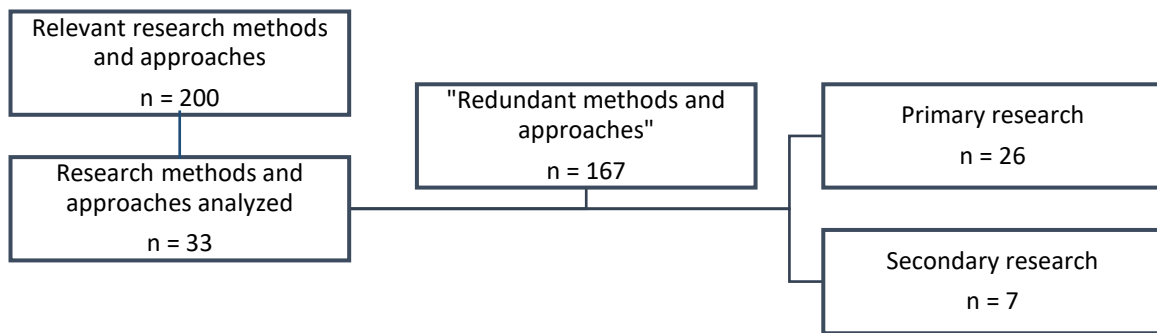 Relevant research methods
and approaches
n = 200
Research methods and
approaches analyzed
n = 33
"Redundant methods and
approaches"
n = 167
Primary research
n = 26
Secondary research
n = 7